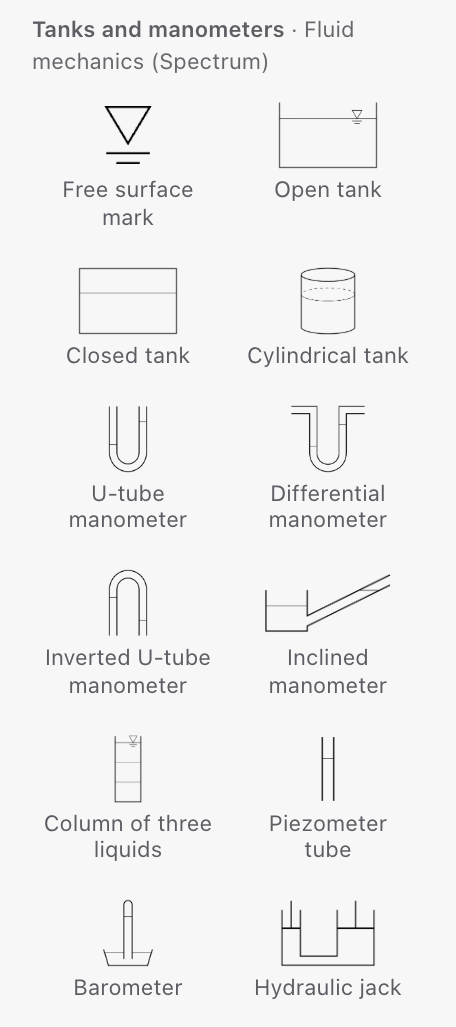 Tanks and manometers · Fluid
mechanics (Spectrum)
Free surface
mark
Open tank
Closed tank
Cylindrical tank
U-tube
manometer
Differential
manometer
Inverted U-tube
manometer
Inclined
manometer
Column of three
liquids
Piezometer
tube
Barometer
Hydraulic jack